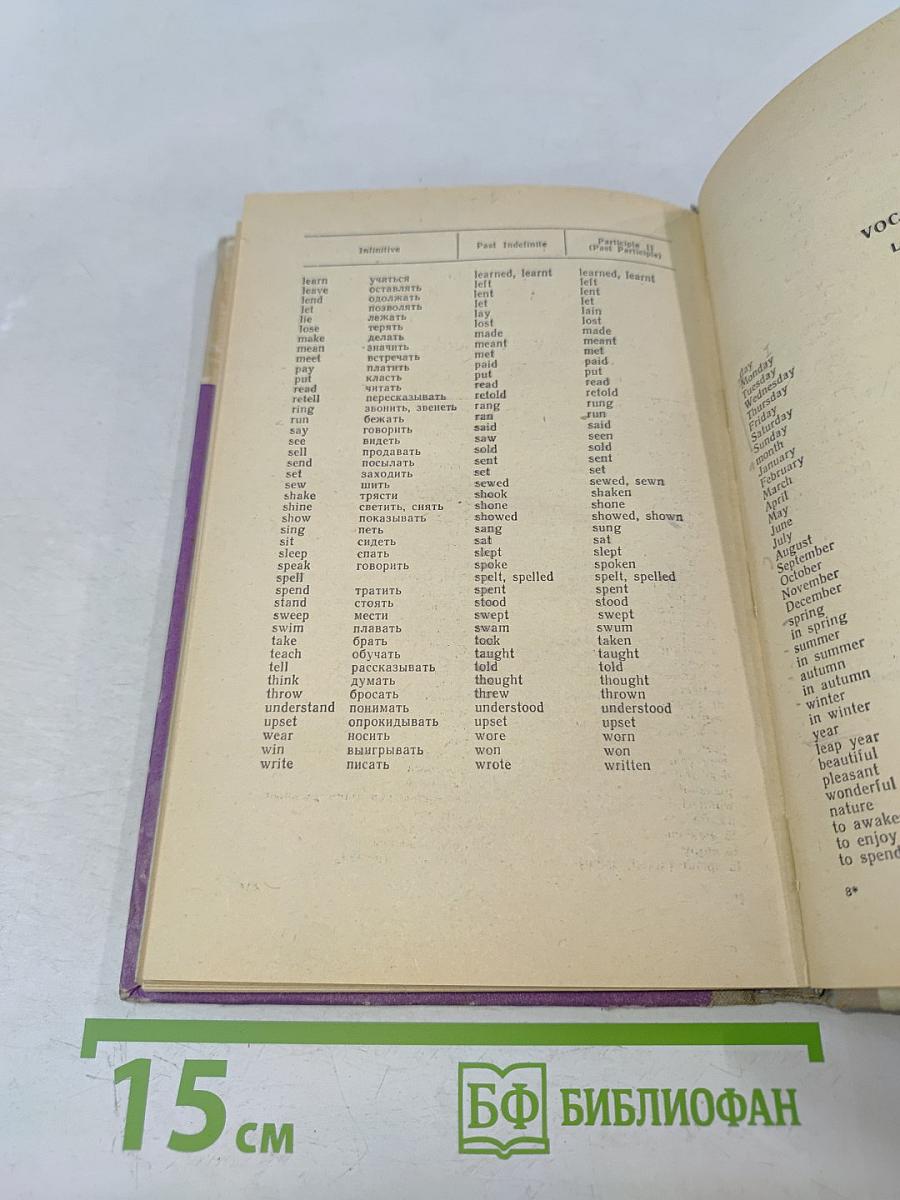 Infinitive Past Indefinite Participle II
(Past Participle)
learn учиться learned, learnt learned, learnt
leave оставлять left left
lend одолжать lent lent
let позволять let let
lie лежать lay lain
lose терять lost lost
make делать made made
mean значить meant meant
meet встречать met met
pay платить paid paid
put класть put put
read читать read read
retell пересказывать retold retold
ring звонить, звенеть rang rung
run бежать ran run
say говорить said said
see видеть saw seen
sell продавать sold sold
send посылать sent sent
set заходить set set
sew шить sewed sewed, sewn
shake трясти shook shaken
shine светить, сиять shone shone
show показывать showed showed, shown
sing петь sang sung
sit сидеть sat sat
sleep спать slept slept
speak говорить spoke spoken
spell spelt, spelled spelt, spelled
spend тратить spent spent
stand стоять stood stood
sweep мести swept swept
swim плавать swam swum
take брать took taken
teach обучать taught taught
tell рассказывать told told
think думать thought thought
throw бросать threw thrown
understand понимать understood understood
upset опрокидывать upset upset
wear носить wore worn
win выигрывать won won
write писать wrote written
VOCA
L
day
Monday
Tuesday
Wednesday
Thursday
Friday
Saturday
Sunday
month
January
February
March
April
May
June
July
August
September
October
November
December
spring
in spring
summer
in summer
autumn
in autumn
winter
in winter
year
leap year
beautiful
pleasant
wonderful
nature
to awake
to enjoy
to spend
8*
15 см
БФ БИБЛИОФАН